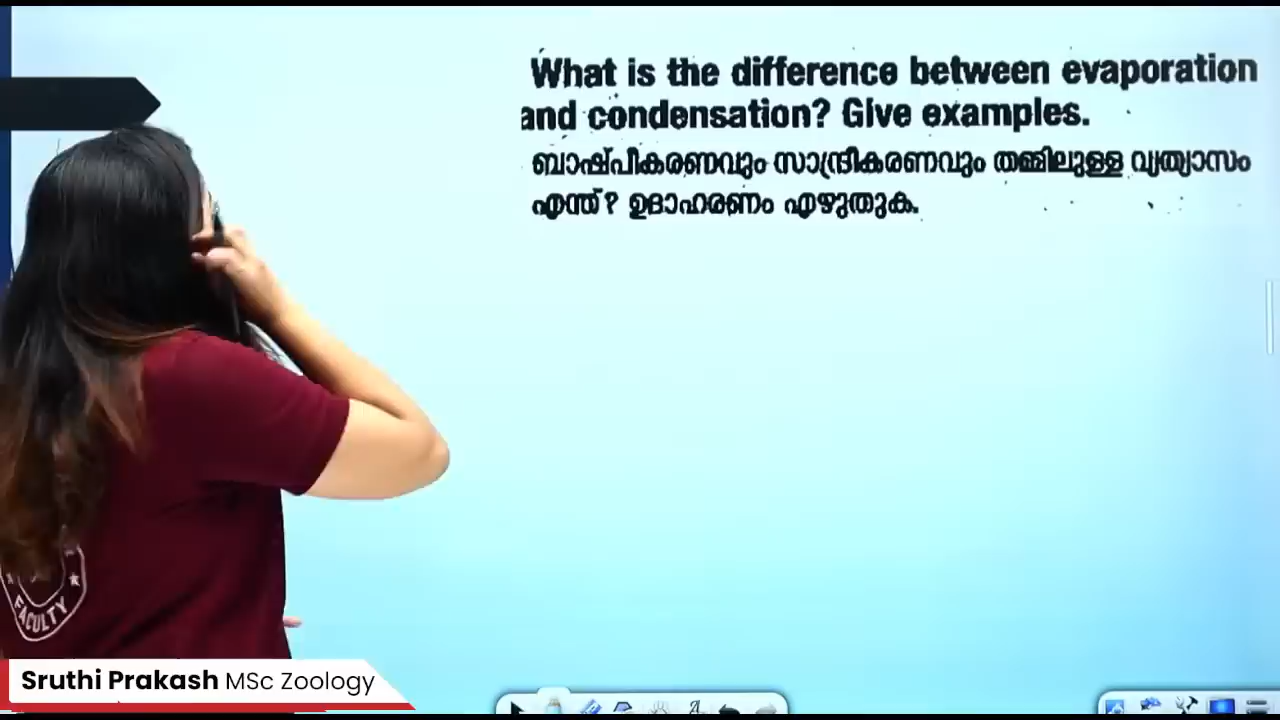 What is the difference between evaporation
and condensation? Give examples.
ബാഷ്പീകരണവും സാന്ദ്രീകരണവും തമ്മിലുള്ള വ്യത്യാസം
എന്ത്? ഉദാഹരണം എഴുതുക.
FACULTY
Sruthi Prakash MSc Zoology